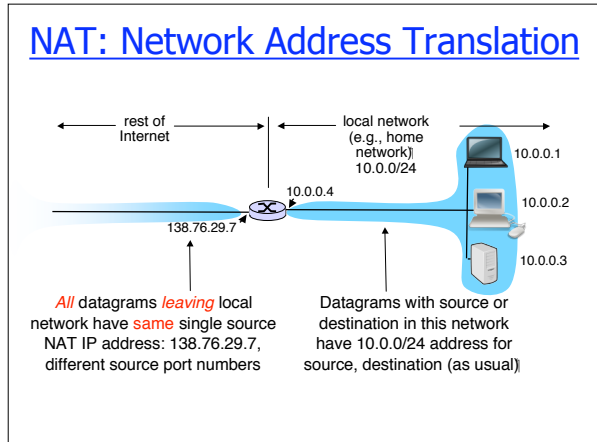 NAT: Network Address Translation
rest of
Internet
local network
(e.g., home
network)
10.0.0/24
10.0.0.1
10.0.0.4
10.0.0.2
138.76.29.7
10.0.0.3
All datagrams leaving local
network have same single source
NAT IP address: 138.76.29.7,
different source port numbers
Datagrams with source or
destination in this network
have 10.0.0/24 address for
source, destination (as usual)